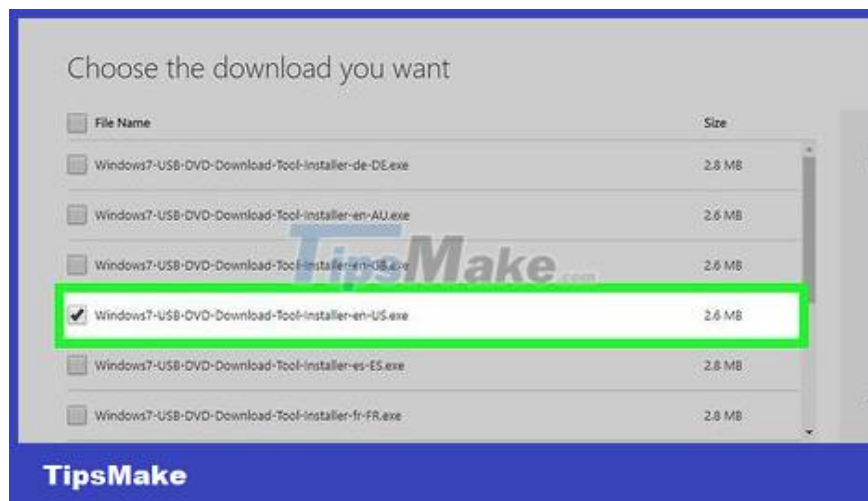 Choose the download you want
File Name Size
Windows7-USB-DVD-Download-Tool-Installer-de-DE.exe 2.8 MB
Windows7-USB-DVD-Download-Tool-Installer-en-AU.exe 2.6 MB
Windows7-USB-DVD-Download-Tool-Installer-en-GB.exe 2.6 MB
TipsMake.com
Windows7-USB-DVD-Download-Tool-Installer-en-US.exe 2.6 MB
Windows7-USB-DVD-Download-Tool-Installer-es-ES.exe 2.8 MB
Windows7-USB-DVD-Download-Tool-Installer-fr-FR.exe 2.8 MB
TipsMake